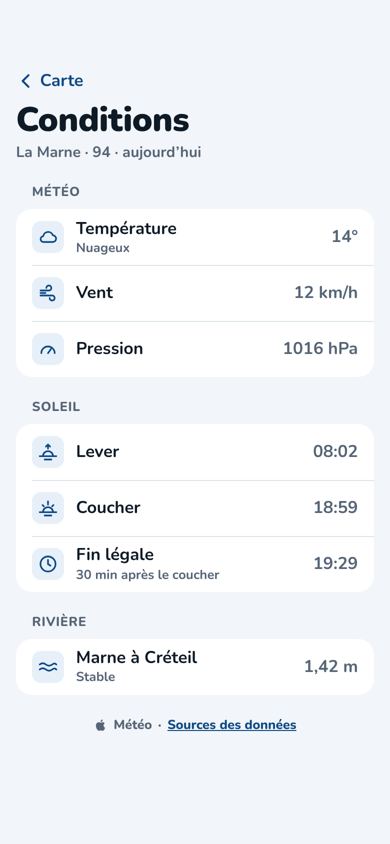 Carte
Conditions
La Marne · 94 · aujourd’hui
MÉTÉO
Température
Nuageux
14°
Vent
12 km/h
Pression
1016 hPa
SOLEIL
Lever
08:02
Coucher
18:59
Fin légale
30 min après le coucher
19:29
RIVIÈRE
Marne à Créteil
Stable
1,42 m
Météo · Sources des données